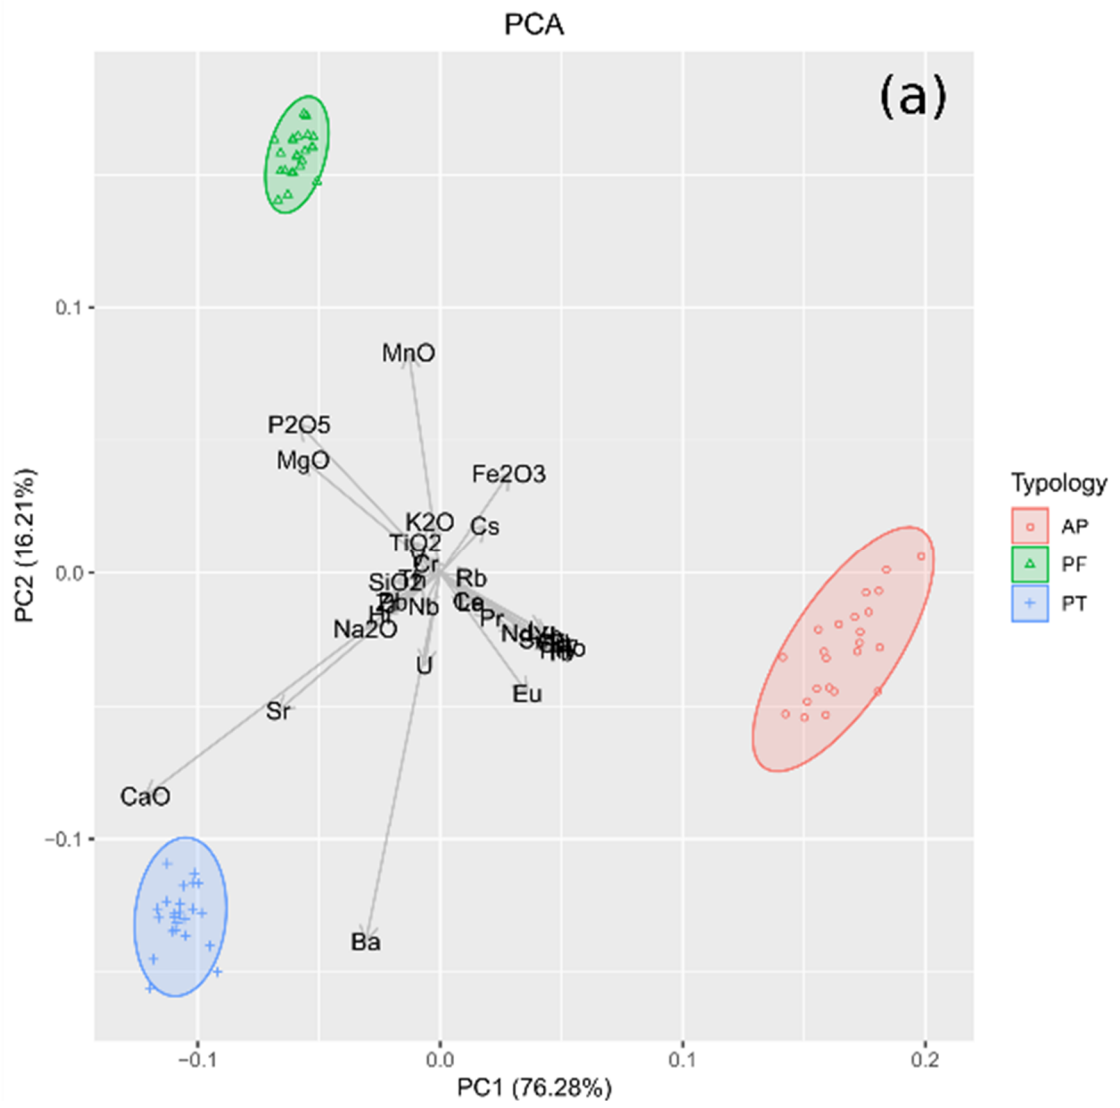 PCA
(a)
PC2 (16.21%)
0.1
0.0
−0.1
MnO
P2O5
MgO
Fe2O3
K2O
Cs
TiO2
Cr
SiO2
Rb
Nb
Pr
Na2O
Nd
U
Eu
Sr
CaO
Ba
−0.1
0.0
0.1
0.2
PC1 (76.28%)
Typology
AP
PF
PT